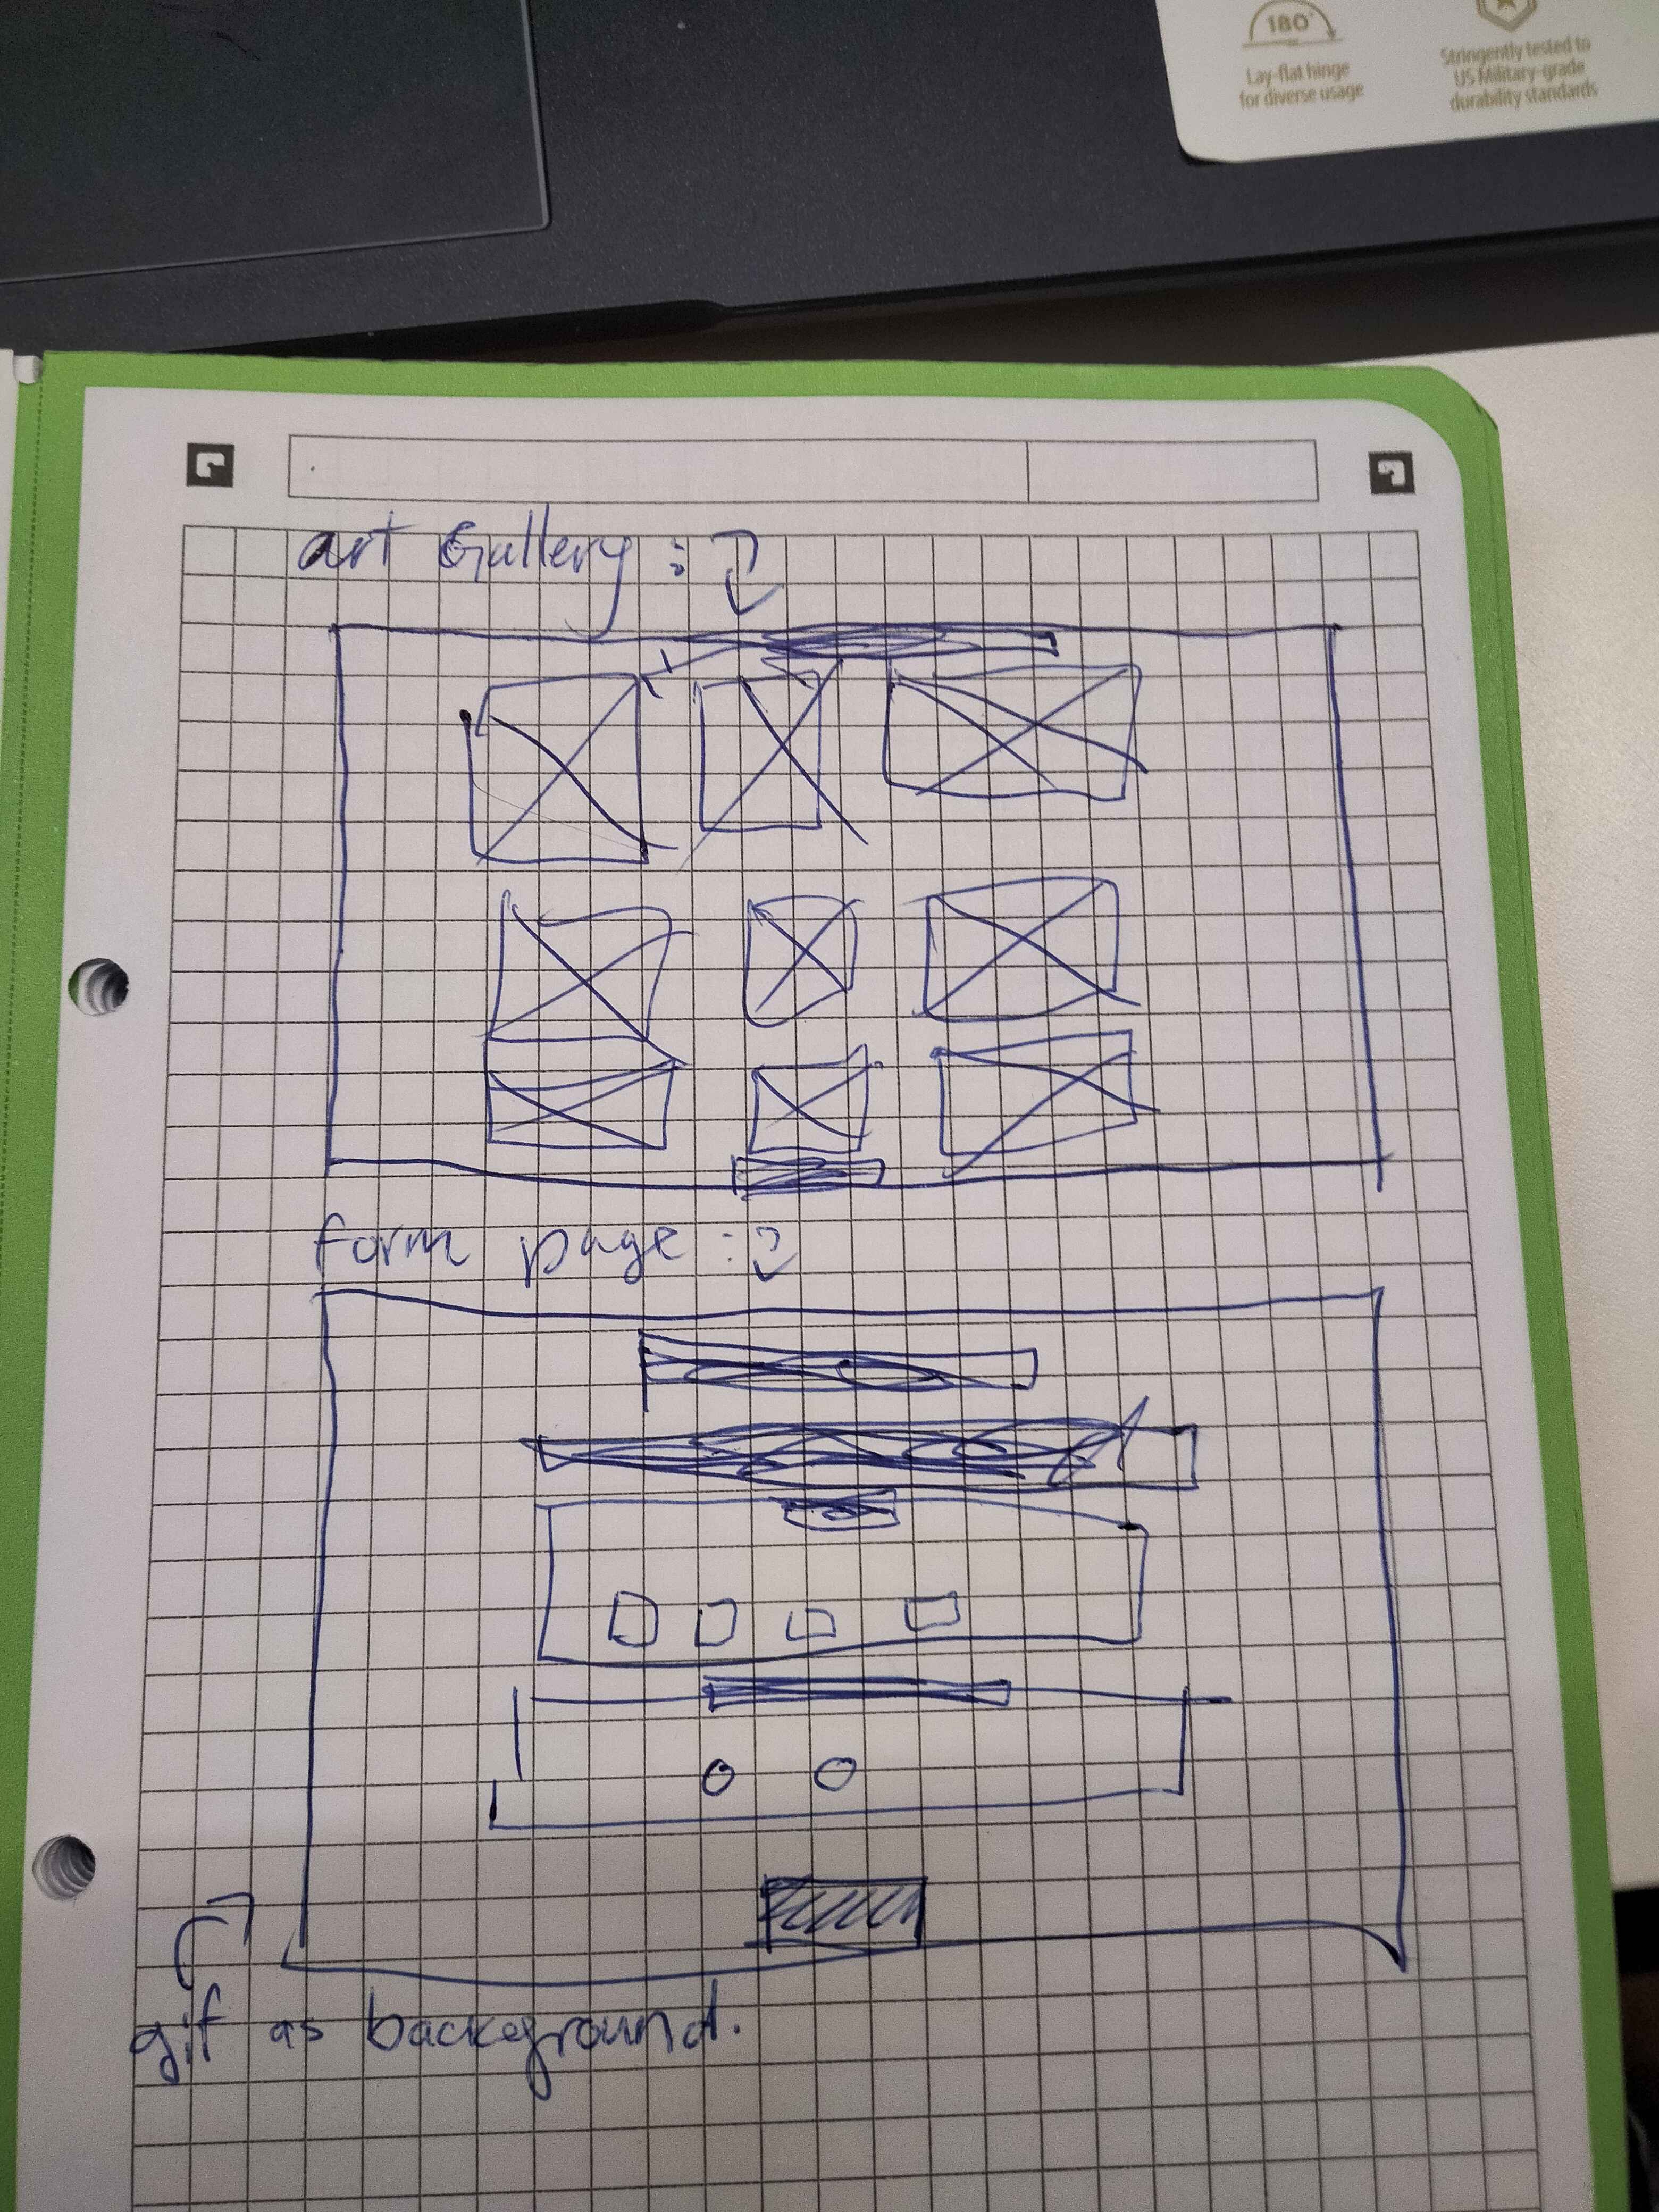 180°
Lay-flat hinge
for diverse usage
Stringently tested to
US Military-grade
durability standards
art Gallery :
form page :
gif as background.